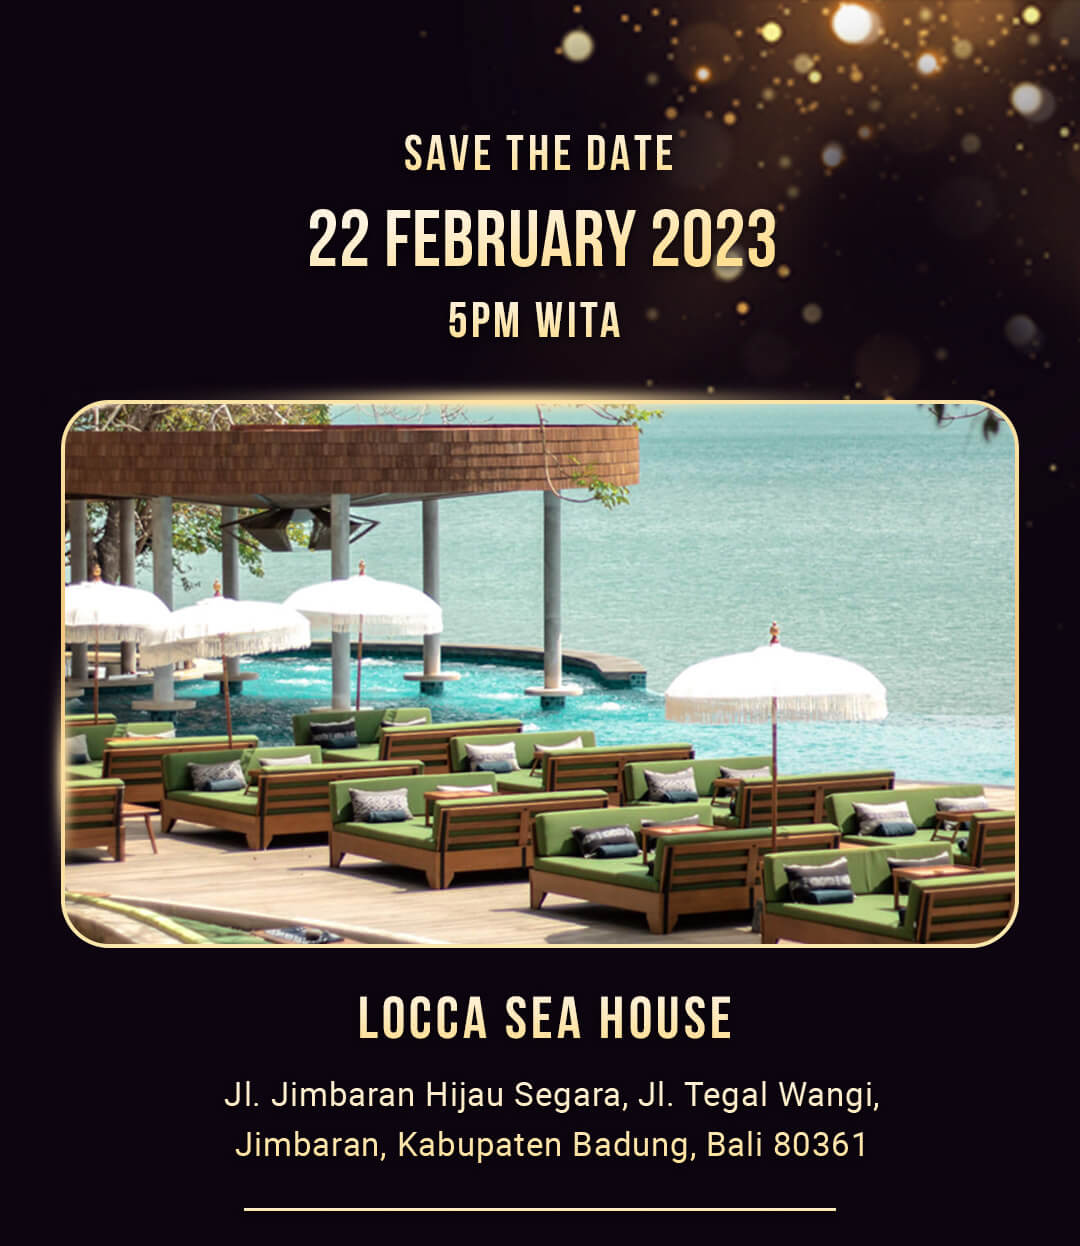 SAVE THE DATE
22 FEBRUARY 2023
5PM WITA
LOCCA SEA HOUSE
Jl. Jimbaran Hijau Segara, Jl. Tegal Wangi,
Jimbaran, Kabupaten Badung, Bali 80361